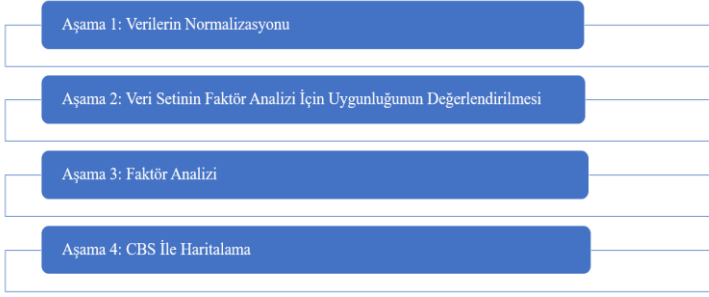 Aşama 1: Verilerin Normalizasyonu
Aşama 2: Veri Setinin Faktör Analizi İçin Uygunluğunun Değerlendirilmesi
Aşama 3: Faktör Analizi
Aşama 4: CBS İle Haritalama